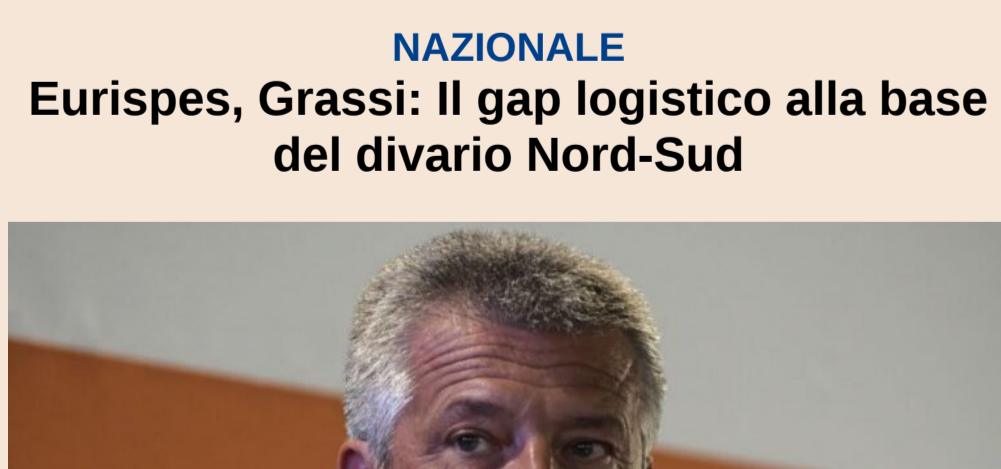 NAZIONALE
Eurispes, Grassi: Il gap logistico alla base
del divario Nord-Sud